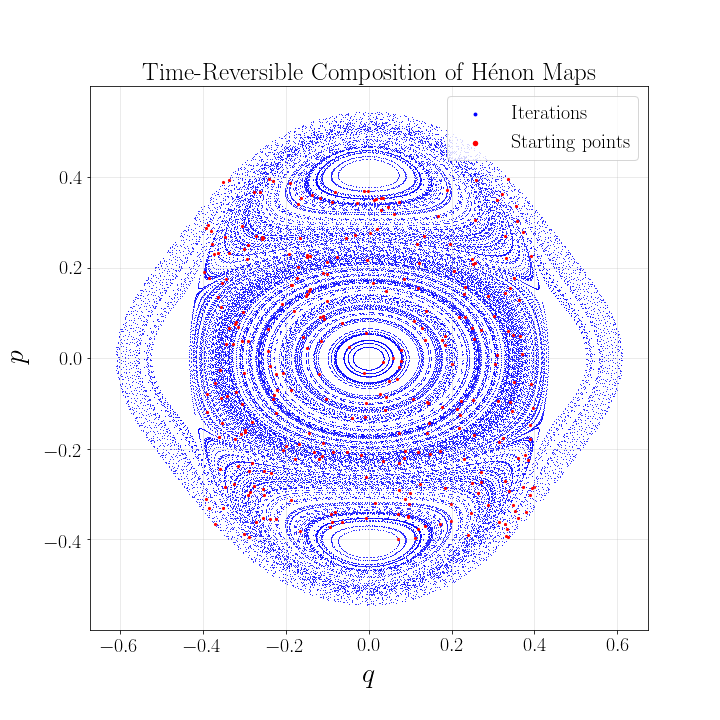 Time-Reversible Composition of Hénon Maps
Iterations
Starting points
0.4
0.2
0.0
−0.2
−0.4
p
−0.6 −0.4 −0.2 0.0 0.2 0.4 0.6
q